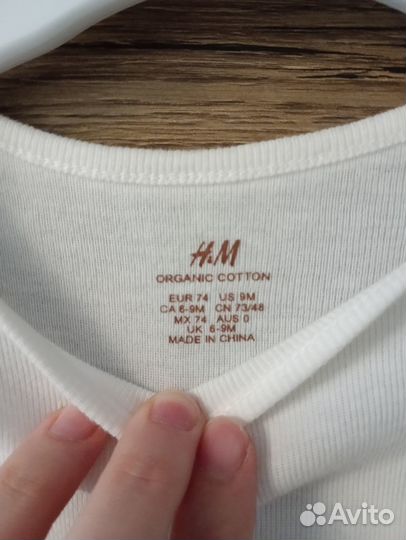 H&M
ORGANIC COTTON
EUR 74 US 9M
CA 6-9M CN 73/48
MX 74 AUS 0
UK 6-9M
MADE IN CHINA
Avito